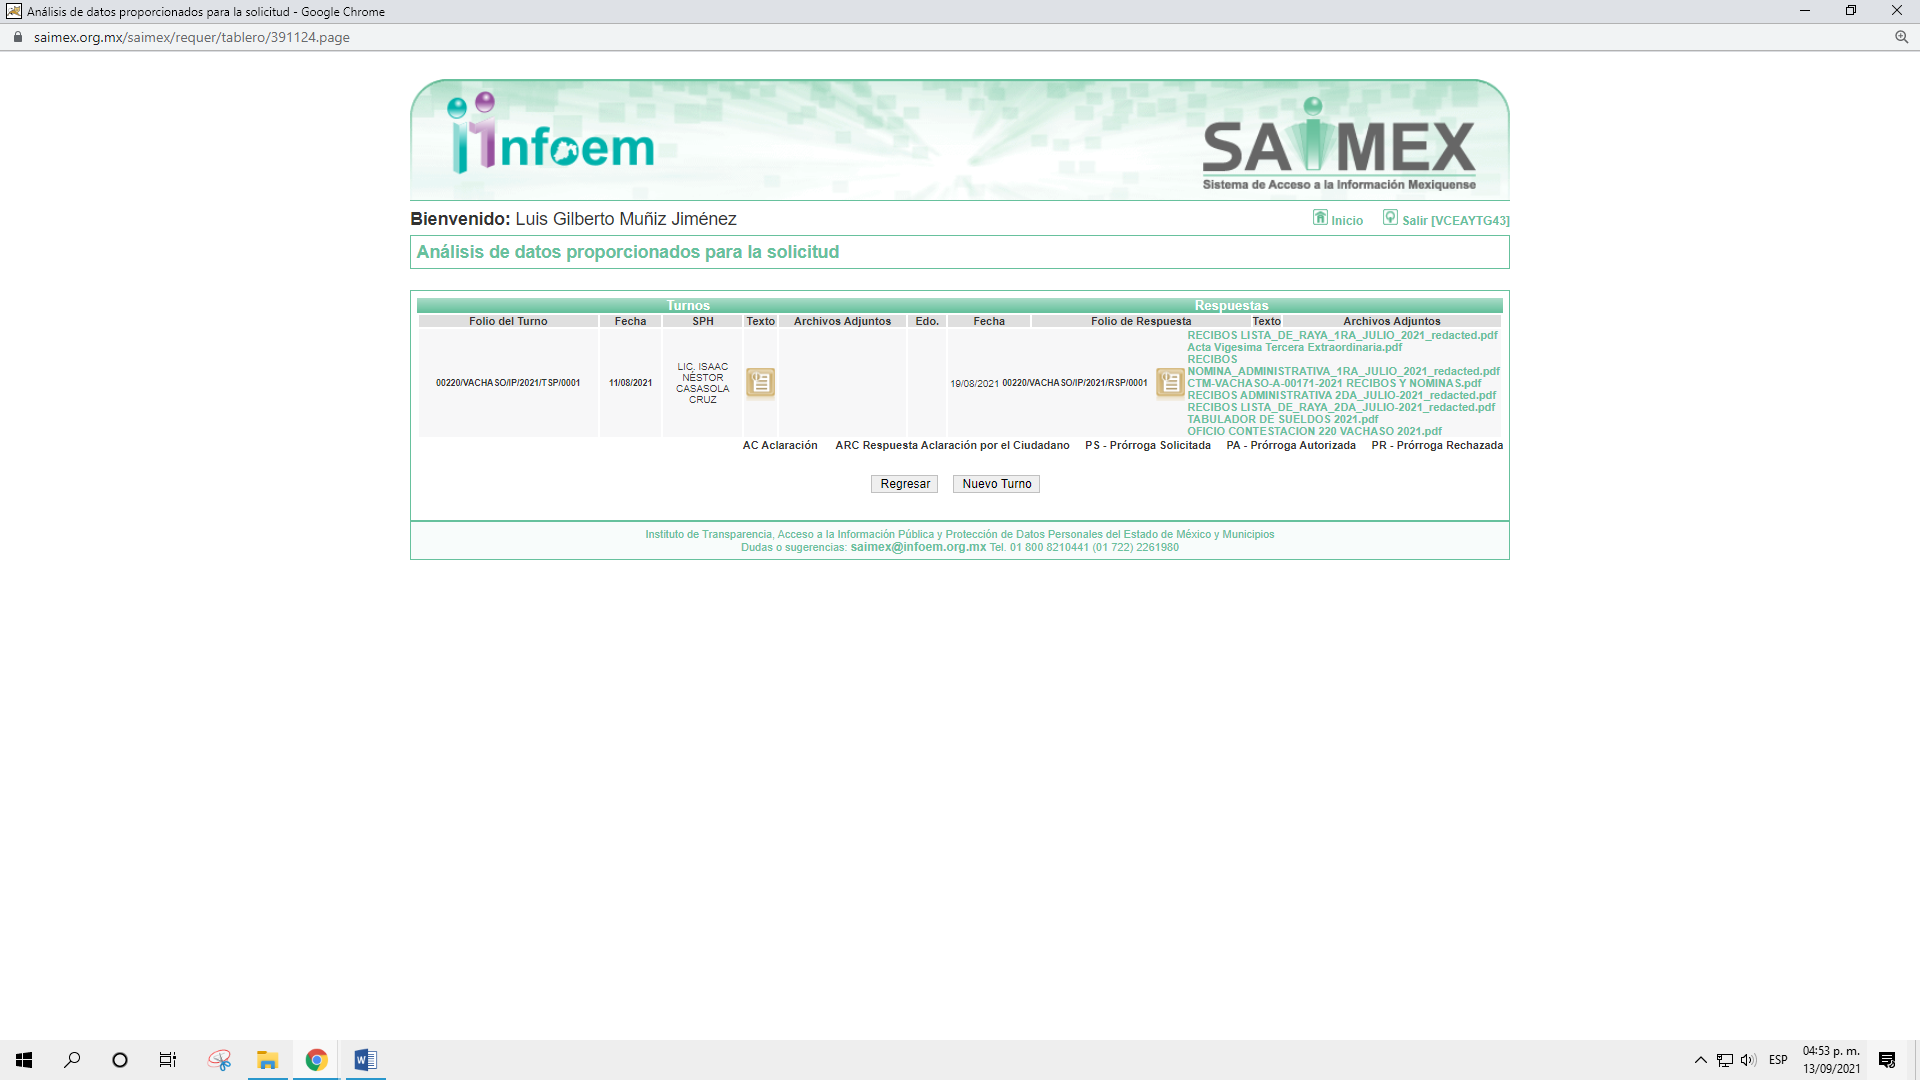 Análisis de datos proporcionados para la solicitud - Google Chrome
saimex.org.mx/saimex/requer/tablero/391124.page
infoem
SAIMEX
Sistema de Acceso a la Información Mexiquense
Bienvenido: Luis Gilberto Muñiz Jiménez
Inicio Salir [VCEAYTG43]
Análisis de datos proporcionados para la solicitud
Turnos Respuestas
Folio del Turno Fecha SPH Texto Archivos Adjuntos Edo. Fecha Folio de Respuesta Texto Archivos Adjuntos
00220/VACHASO/IP/2021/TSP/0001 11/08/2021
LIC. ISAAC
NÉSTOR
CASASOLA
CRUZ
19/08/2021 00220/VACHASO/IP/2021/RSP/0001
RECIBOS LISTA_DE_RAYA_1RA_JULIO_2021_redacted.pdf
Acta Vigesima Tercera Extraordinaria.pdf
RECIBOS
NOMINA_ADMINISTRATIVA_1RA_JULIO_2021_redacted.pdf
CTM-VACHASO-A-00171-2021 RECIBOS Y NOMINAS.pdf
RECIBOS ADMINISTRATIVA 2DA_JULIO-2021_redacted.pdf
RECIBOS LISTA_DE_RAYA_2DA_JULIO-2021_redacted.pdf
TABULADOR DE SUELDOS 2021.pdf
OFICIO CONTESTACION 220 VACHASO 2021.pdf
AC Aclaración ARC Respuesta Aclaración por el Ciudadano PS - Prórroga Solicitada PA - Prórroga Autorizada PR - Prórroga Rechazada
Regresar Nuevo Turno
Instituto de Transparencia, Acceso a la Información Pública y Protección de Datos Personales del Estado de México y Municipios
Dudas o sugerencias: saimex@infoem.org.mx Tel. 01 800 8210441 (01 722) 2261980
ESP
04:53 p. m.
13/09/2021